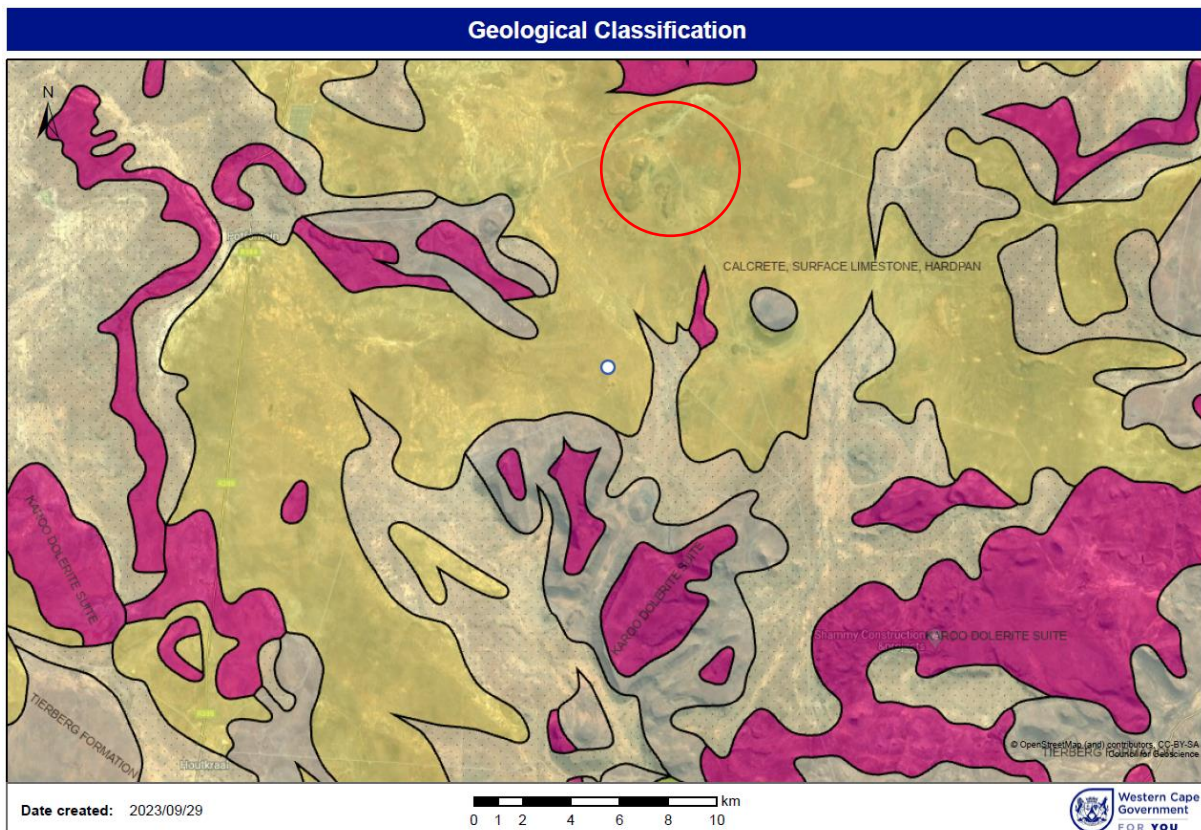 Geological Classification
N
CALCRETE, SURFACE LIMESTONE, HARDPAN
KAROO DOLERITE SUITE
KAROO DOLERITE SUITE
Shammy Construction
KAROO DOLERITE SUITE
TIERBERG FORMATION
Houtkraal
© OpenStreetMap (and) contributors, CC-BY-SA
TIERBERG FORMATION
Council for Geoscience
Date created: 2023/09/29
km
0 1 2 4 6 8 10
Western Cape
Government
FOR YOU